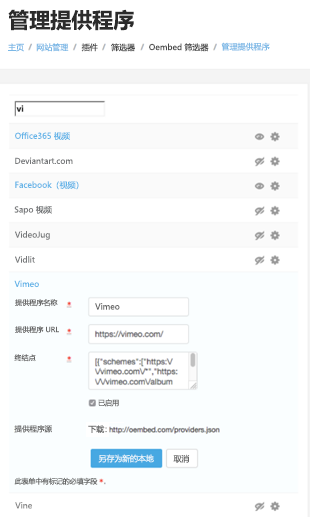 管理提供程序
主页 / 网站管理 / 插件 / 筛选器 / Oembed 筛选器 / 管理提供程序
vi
Office365 视频
Deviantart.com
Facebook（视频）
Sapo 视频
VideoJug
Vidlit
Vimeo
提供程序名称 * Vimeo
提供程序 URL * https://vimeo.com/
终结点 * [{"schemes":["https:\/
\/vimeo.com\/*","https:
\/\/vimeo.com\/album
已启用
提供程序源 下载: http://oembed.com/providers.json
另存为新的本地 取消
此表单中有标记的必填字段 *.
Vine